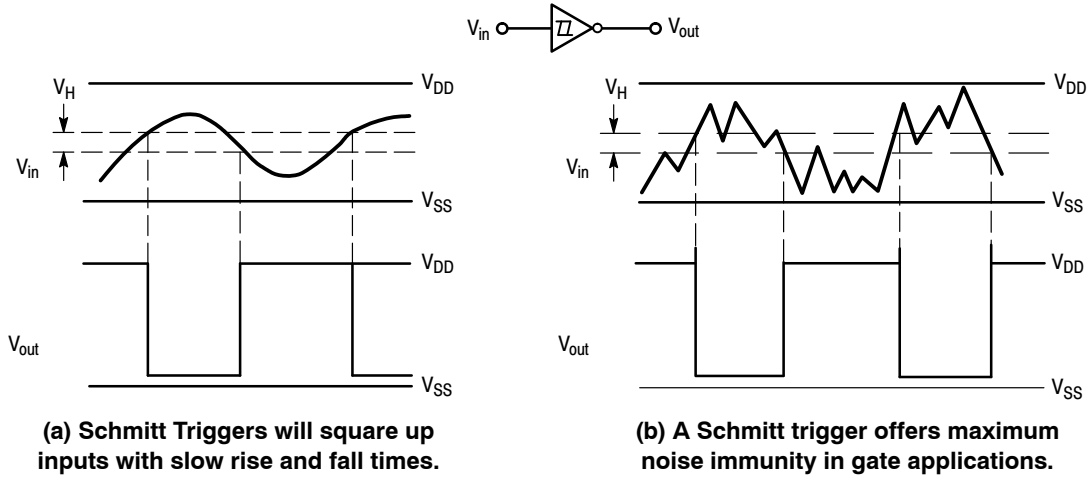 Vin
Vout
VH
VDD
Vin
VSS
VDD
Vout
VSS
(a) Schmitt Triggers will square up
inputs with slow rise and fall times.
VH
VDD
Vin
VSS
VDD
Vout
VSS
(b) A Schmitt trigger offers maximum
noise immunity in gate applications.